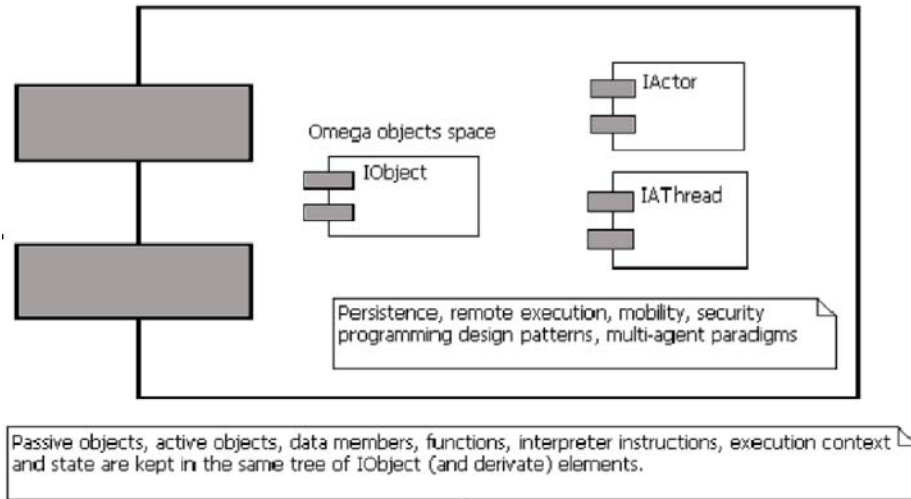 IActor
Omega objects space
IObject
IAThread
Persistence, remote execution, mobility, security
programming design patterns, multi-agent paradigms
Passive objects, active objects, data members, functions, interpreter instructions, execution context
and state are kept in the same tree of IObject (and derivate) elements.